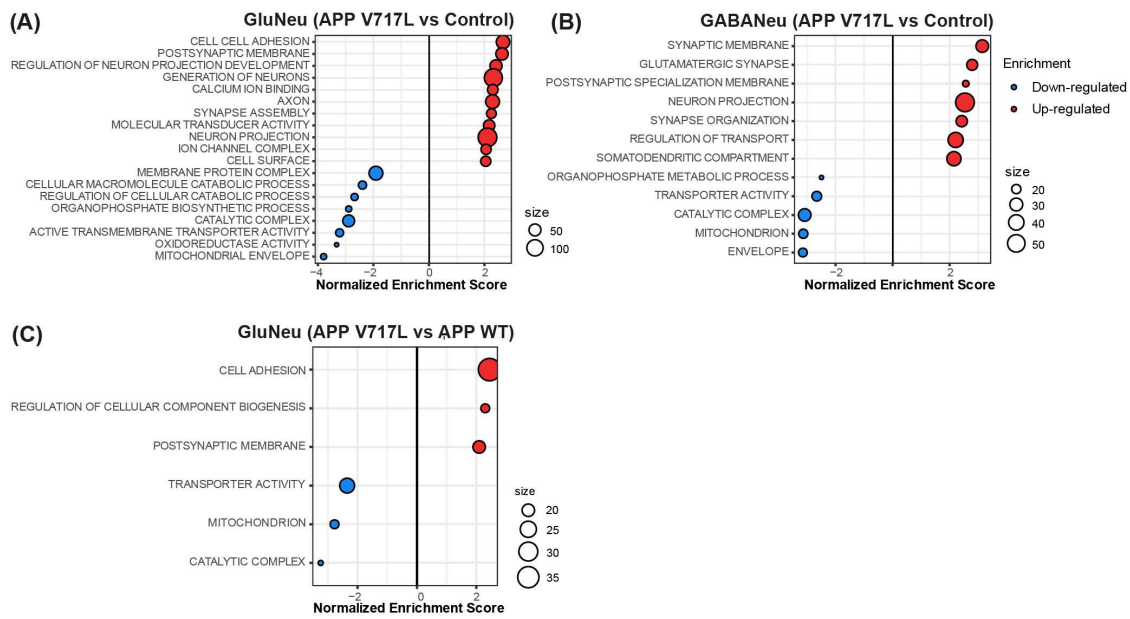 (A)
GluNeu (APP V717L vs Control)
CELL CELL ADHESION
POSTSYNAPTIC MEMBRANE
REGULATION OF NEURON PROJECTION DEVELOPMENT
GENERATION OF NEURONS
CALCIUM ION BINDING
AXON
SYNAPSE ASSEMBLY
MOLECULAR TRANSDUCER ACTIVITY
NEURON PROJECTION
ION CHANNEL COMPLEX
CELL SURFACE
MEMBRANE PROTEIN COMPLEX
CELLULAR MACROMOLECULE CATABOLIC PROCESS
REGULATION OF CELLULAR CATABOLIC PROCESS
ORGANOPHOSPHATE BIOSYNTHETIC PROCESS
CATALYTIC COMPLEX
ACTIVE TRANSMEMBRANE TRANSPORTER ACTIVITY
OXIDOREDUCTASE ACTIVITY
MITOCHONDRIAL ENVELOPE
−4 −2 0 2
Normalized Enrichment Score
size
50
100
(B)
GABANeu (APP V717L vs Control)
SYNAPTIC MEMBRANE
GLUTAMATERGIC SYNAPSE
POSTSYNAPTIC SPECIALIZATION MEMBRANE
NEURON PROJECTION
SYNAPSE ORGANIZATION
REGULATION OF TRANSPORT
SOMATODENDRITIC COMPARTMENT
ORGANOPHOSPHATE METABOLIC PROCESS
TRANSPORTER ACTIVITY
CATALYTIC COMPLEX
MITOCHONDRION
ENVELOPE
−2 0 2
Normalized Enrichment Score
Enrichment
Down-regulated
Up-regulated
size
20
30
40
50
(C)
GluNeu (APP V717L vs APP WT)
CELL ADHESION
REGULATION OF CELLULAR COMPONENT BIOGENESIS
POSTSYNAPTIC MEMBRANE
TRANSPORTER ACTIVITY
MITOCHONDRION
CATALYTIC COMPLEX
−2 0 2
Normalized Enrichment Score
size
20
25
30
35